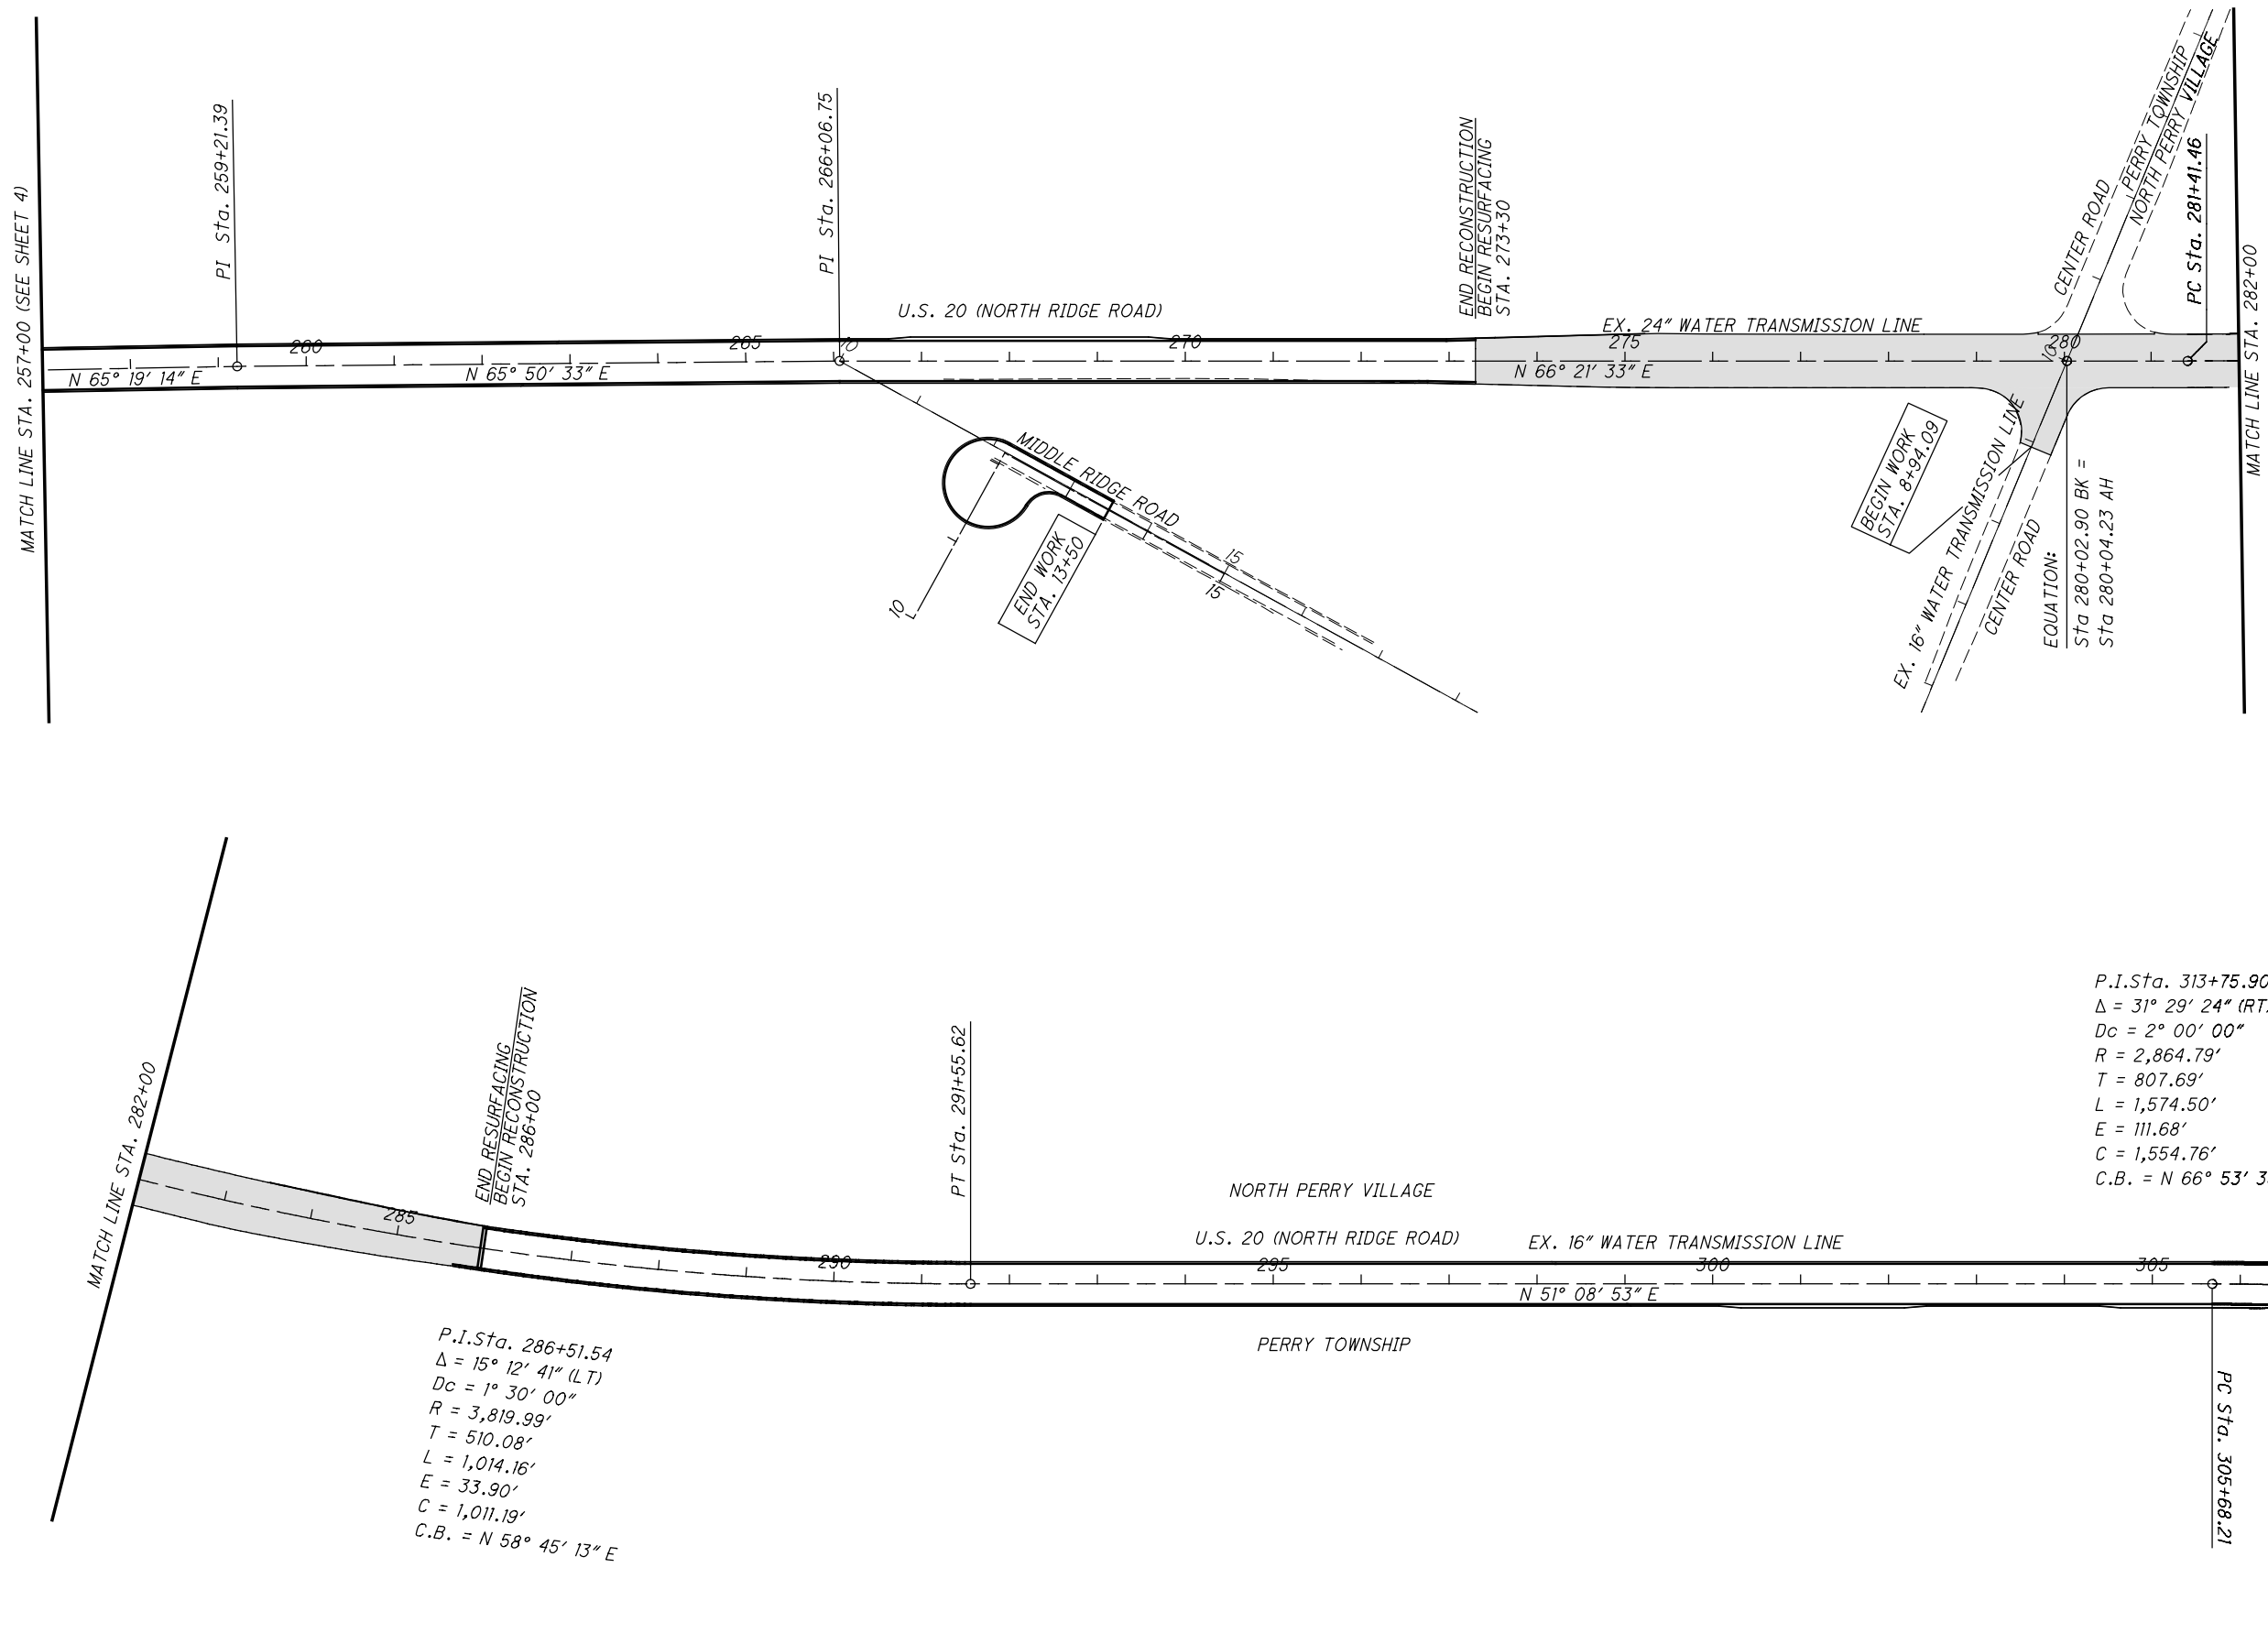 MATCH LINE STA. 257+00 (SEE SHEET 4)
PI Sta. 259+21.39
PI Sta. 266+06.75
U.S. 20 (NORTH RIDGE ROAD)
END RECONSTRUCTION
BEGIN RESURFACING
STA. 273+30
EX. 24" WATER TRANSMISSION LINE
CENTER ROAD
PERRY TOWNSHIP
NORTH PERRY VILLAGE
PC Sta. 281+41.46
MATCH LINE STA. 282+00
260
265
10
270
275
280
10
N 65° 19' 14" E
N 65° 50' 33" E
N 66° 21' 33" E
MIDDLE RIDGE ROAD
END WORK
STA. 13+50
10
15
15
BEGIN WORK
STA. 8+94.09
EX. 16" WATER TRANSMISSION LINE
CENTER ROAD
EQUATION:
Sta 280+02.90 BK =
Sta 280+04.23 AH
MATCH LINE STA. 282+00
END RESURFACING
BEGIN RECONSTRUCTION
STA. 286+00
285
290
PT Sta. 291+55.62
NORTH PERRY VILLAGE
U.S. 20 (NORTH RIDGE ROAD)
EX. 16" WATER TRANSMISSION LINE
295
300
305
N 51° 08' 53" E
PERRY TOWNSHIP
P.I.Sta. 286+51.54
Δ = 15° 12' 41" (LT)
Dc = 1° 30' 00"
R = 3,819.99'
T = 510.08'
L = 1,014.16'
E = 33.90'
C = 1,011.19'
C.B. = N 58° 45' 13" E
P.I.Sta. 313+75.90
Δ = 31° 29' 24" (RT)
Dc = 2° 00' 00"
R = 2,864.79'
T = 807.69'
L = 1,574.50'
E = 111.68'
C = 1,554.76'
C.B. = N 66° 53' 3
PC Sta. 305+68.21